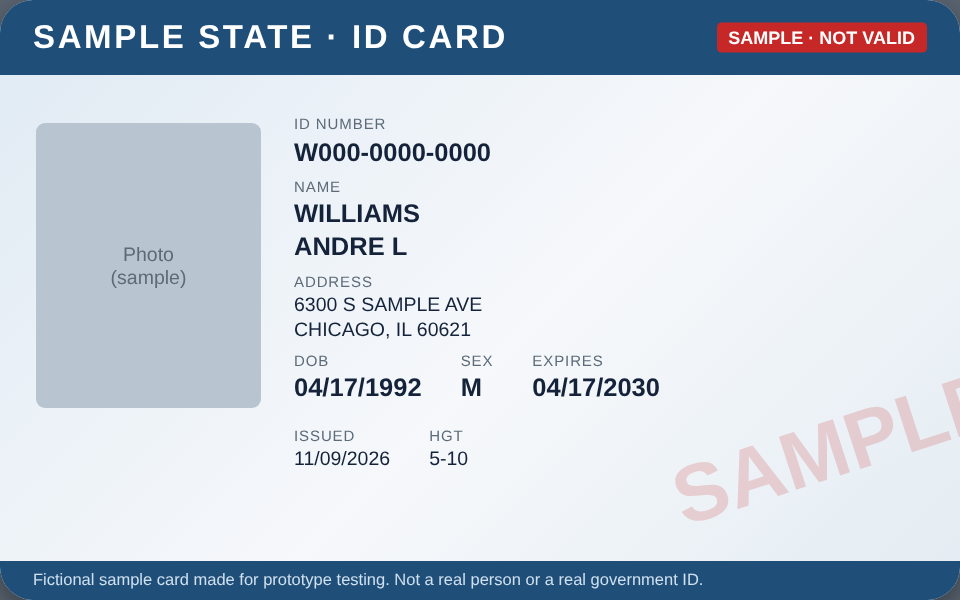 SAMPLE STATE · ID CARD
SAMPLE · NOT VALID
Photo
(sample)
ID NUMBER
W000-0000-0000
NAME
WILLIAMS
ANDRE L
ADDRESS
6300 S SAMPLE AVE
CHICAGO, IL 60621
DOB SEX EXPIRES
04/17/1992 M 04/17/2030
ISSUED HGT
11/09/2026 5-10
SAMPLE
Fictional sample card made for prototype testing. Not a real person or a real government ID.